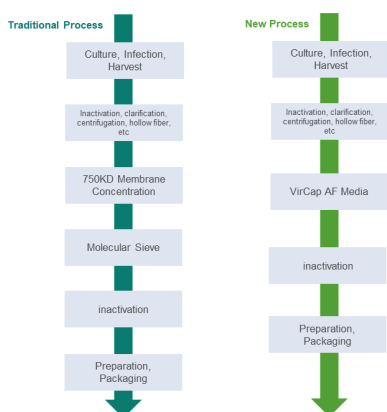 Traditional Process
Culture, Infection,
Harvest
Inactivation, clarification,
centrifugation, hollow fiber,
etc
750KD Membrane
Concentration
Molecular Sieve
inactivation
Preparation,
Packaging
New Process
Culture, Infection,
Harvest
Inactivation, clarification,
centrifugation, hollow fiber,
etc
VirCap AF Media
inactivation
Preparation,
Packaging